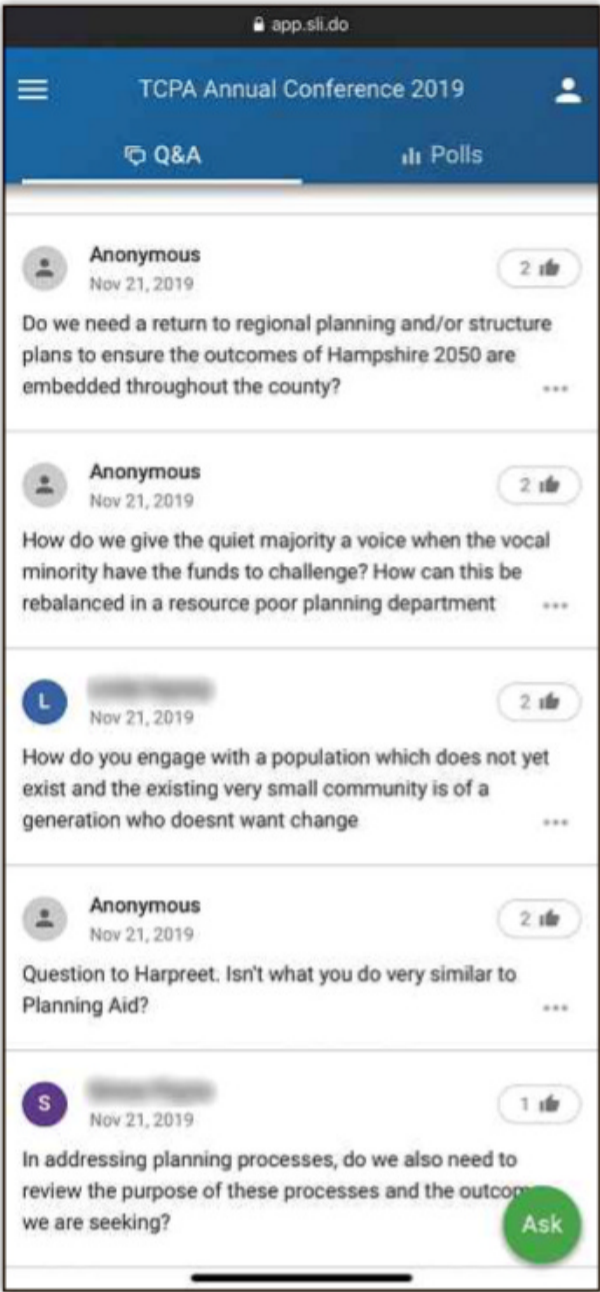 app.sli.do
TCPA Annual Conference 2019
Q&A
Polls
Anonymous
2
Nov 21, 2019
Do we need a return to regional planning and/or structure
plans to ensure the outcomes of Hampshire 2050 are
embedded throughout the county?
Anonymous
2
Nov 21, 2019
How do we give the quiet majority a voice when the vocal
minority have the funds to challenge? How can this be
rebalanced in a resource poor planning department
L
2
Nov 21, 2019
How do you engage with a population which does not yet
exist and the existing very small community is of a
generation who doesnt want change
Anonymous
2
Nov 21, 2019
Question to Harpreet. Isn't what you do very similar to
Planning Aid?
S
1
Nov 21, 2019
In addressing planning processes, do we also need to
review the purpose of these processes and the
we are seeking?
Ask